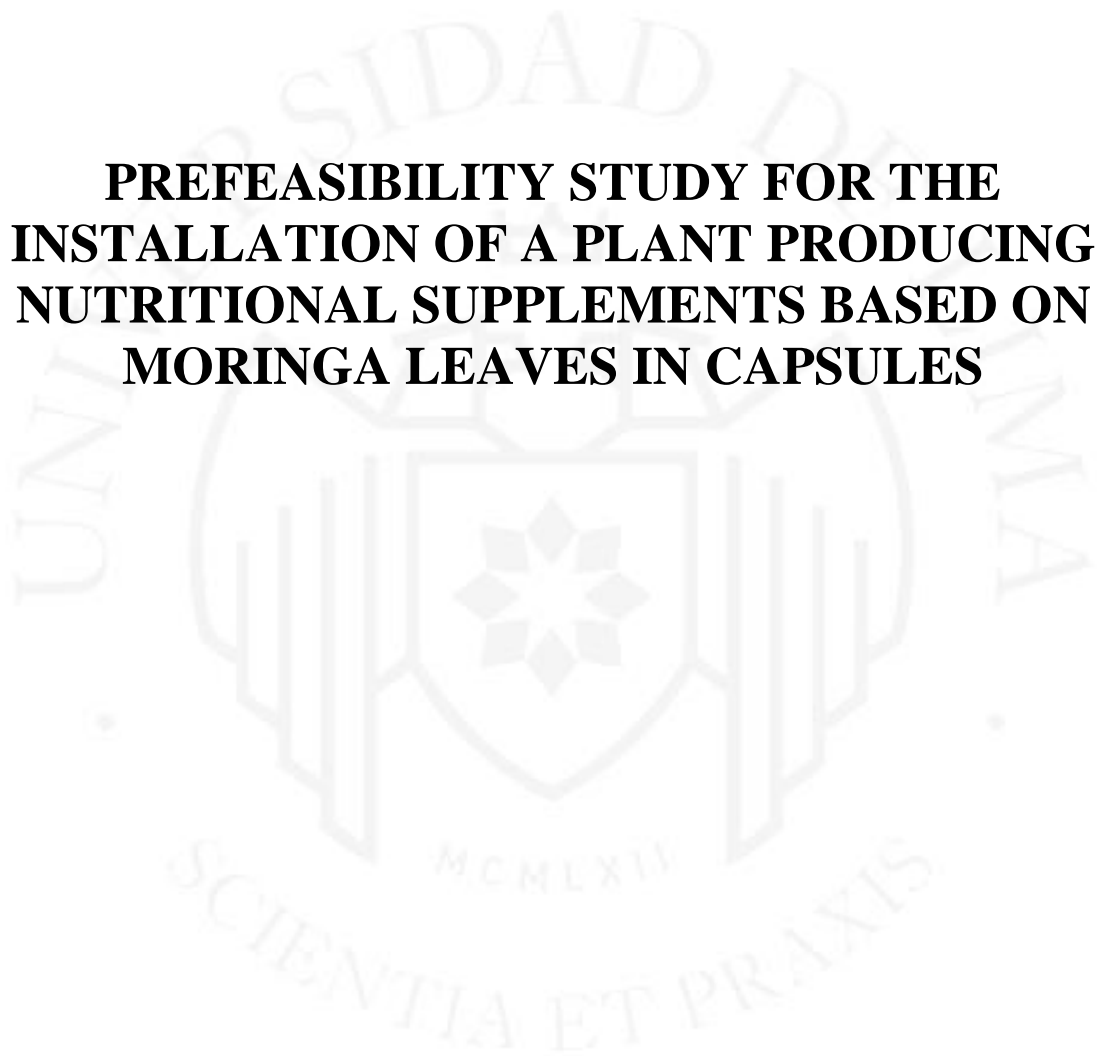 UNIVERSIDAD DE LIMA
PREFEASIBILITY STUDY FOR THE
INSTALLATION OF A PLANT PRODUCING
NUTRITIONAL SUPPLEMENTS BASED ON
MORINGA LEAVES IN CAPSULES
MCMLXII
SCIENTIA ET PRAXIS